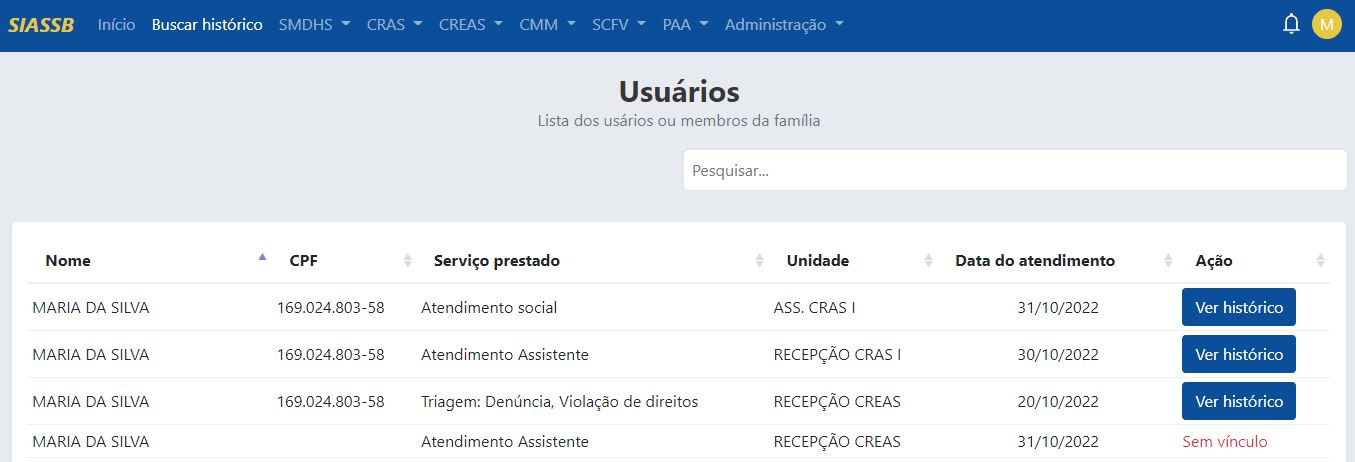 SIASSB Início Buscar histórico SMDHS CRAS CREAS CMM SCFV PAA Administração M
Usuários
Lista dos usários ou membros da família
Pesquisar...
Nome CPF Serviço prestado Unidade Data do atendimento Ação
MARIA DA SILVA 169.024.803-58 Atendimento social ASS. CRAS I 31/10/2022 Ver histórico
MARIA DA SILVA 169.024.803-58 Atendimento Assistente RECEPÇÃO CRAS I 30/10/2022 Ver histórico
MARIA DA SILVA 169.024.803-58 Triagem: Denúncia, Violação de direitos RECEPÇÃO CREAS 20/10/2022 Ver histórico
MARIA DA SILVA Atendimento Assistente RECEPÇÃO CREAS 31/10/2022 Sem vínculo